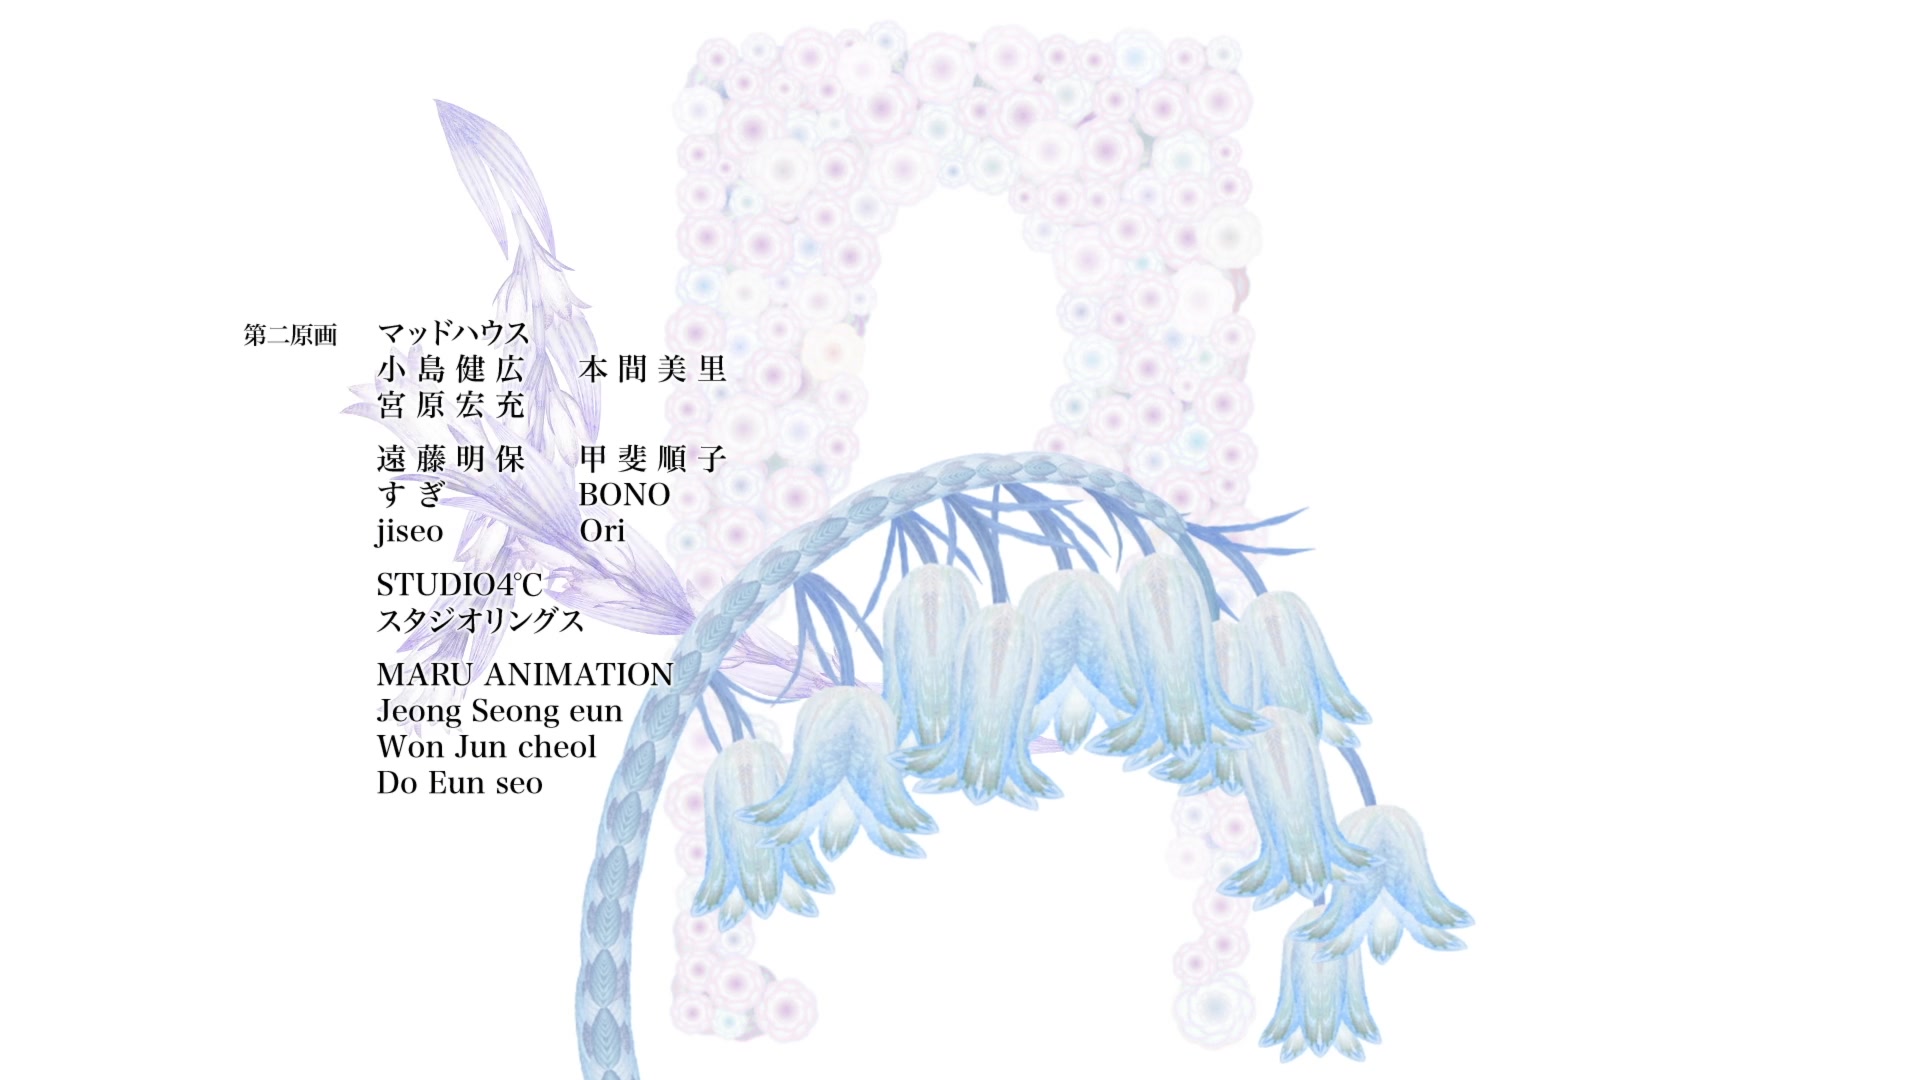 第二原画 マッドハウス
小島健広 本間美里
宮原宏充
遠藤明保 甲斐順子
すぎ BONO
jiseo Ori
STUDIO4℃
スタジオリングス
MARU ANIMATION
Jeong Seong eun
Won Jun cheol
Do Eun seo